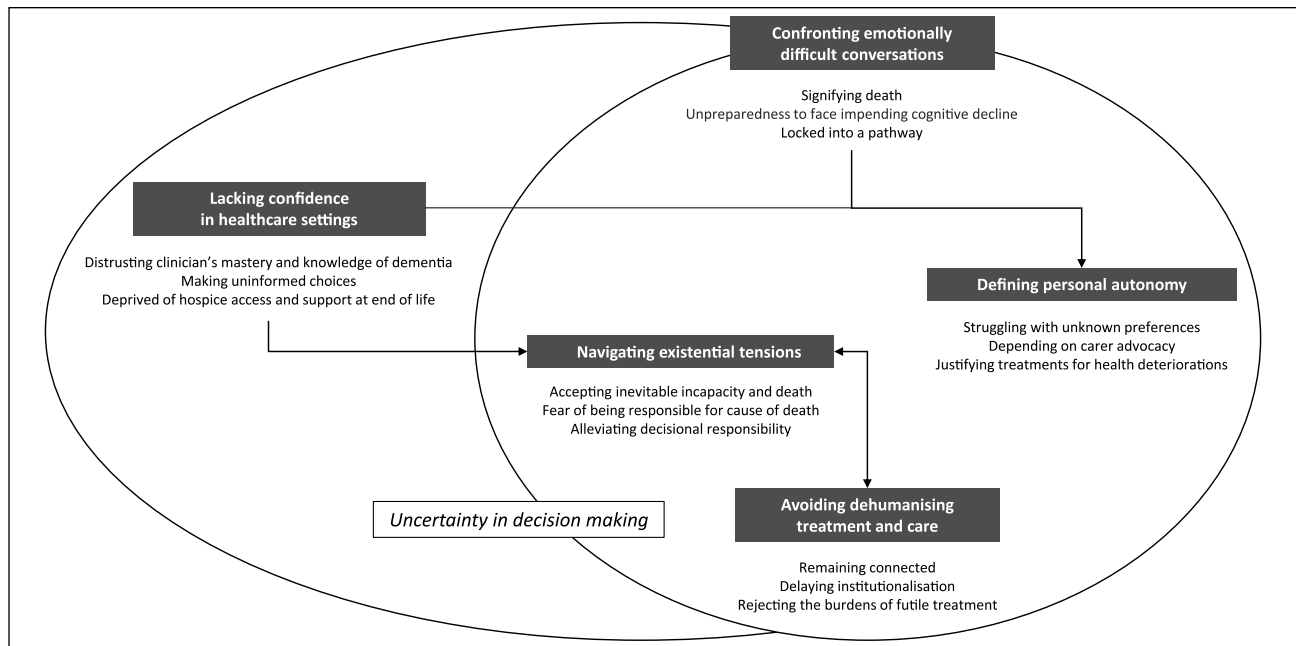 Confronting emotionally
difficult conversations
Signifying death
Unpreparedness to face impending cognitive decline
Locked into a pathway
Lacking confidence
in healthcare settings
Distrusting clinician's mastery and knowledge of dementia
Making uninformed choices
Deprived of hospice access and support at end of life
Defining personal autonomy
Struggling with unknown preferences
Depending on carer advocacy
Justifying treatments for health deteriorations
Navigating existential tensions
Accepting inevitable incapacity and death
Fear of being responsible for cause of death
Alleviating decisional responsibility
Uncertainty in decision making
Avoiding dehumanising
treatment and care
Remaining connected
Delaying institutionalisation
Rejecting the burdens of futile treatment